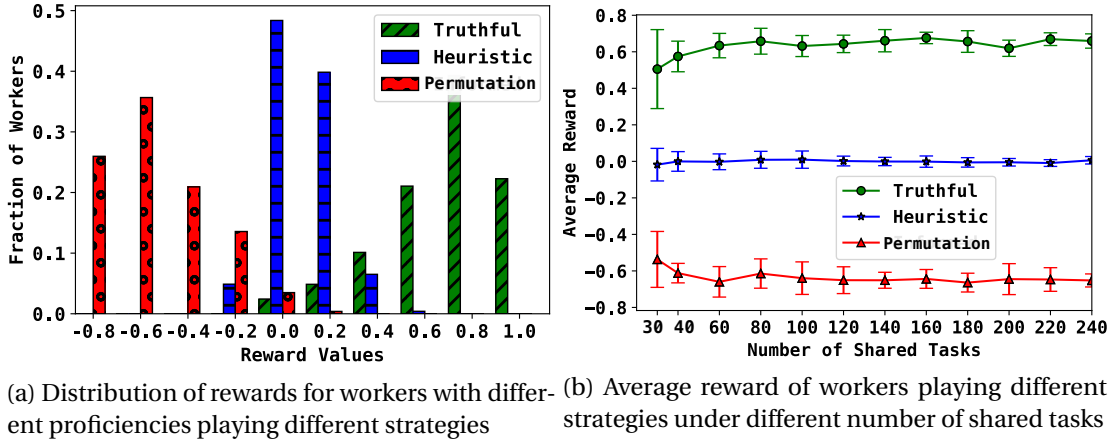 0.5
0.4
0.3
0.2
0.1
0.0
Fraction of Workers
Truthful
Heuristic
Permutation
-0.8 -0.6 -0.4 -0.2 0.0 0.2 0.4 0.6 0.8 1.0
Reward Values
(a) Distribution of rewards for workers with differ-
ent proficiencies playing different strategies
0.8
0.6
0.4
0.2
0.0
−0.2
−0.4
−0.6
−0.8
Average Reward
Truthful
Heuristic
Permutation
30 40 60 80 100 120 140 160 180 200 220 240
Number of Shared Tasks
(b) Average reward of workers playing different
strategies under different number of shared tasks